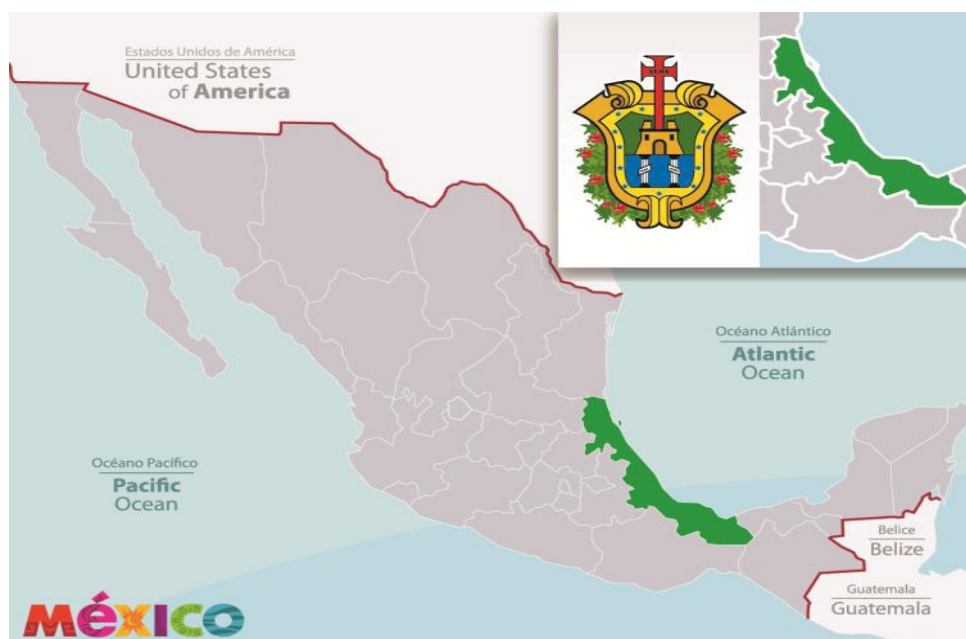 Estados Unidos de América
United States
of America
VERA
Océano Atlántico
Atlantic
Ocean
Océano Pacífico
Pacific
Ocean
Belice
Belize
Guatemala
Guatemala
México